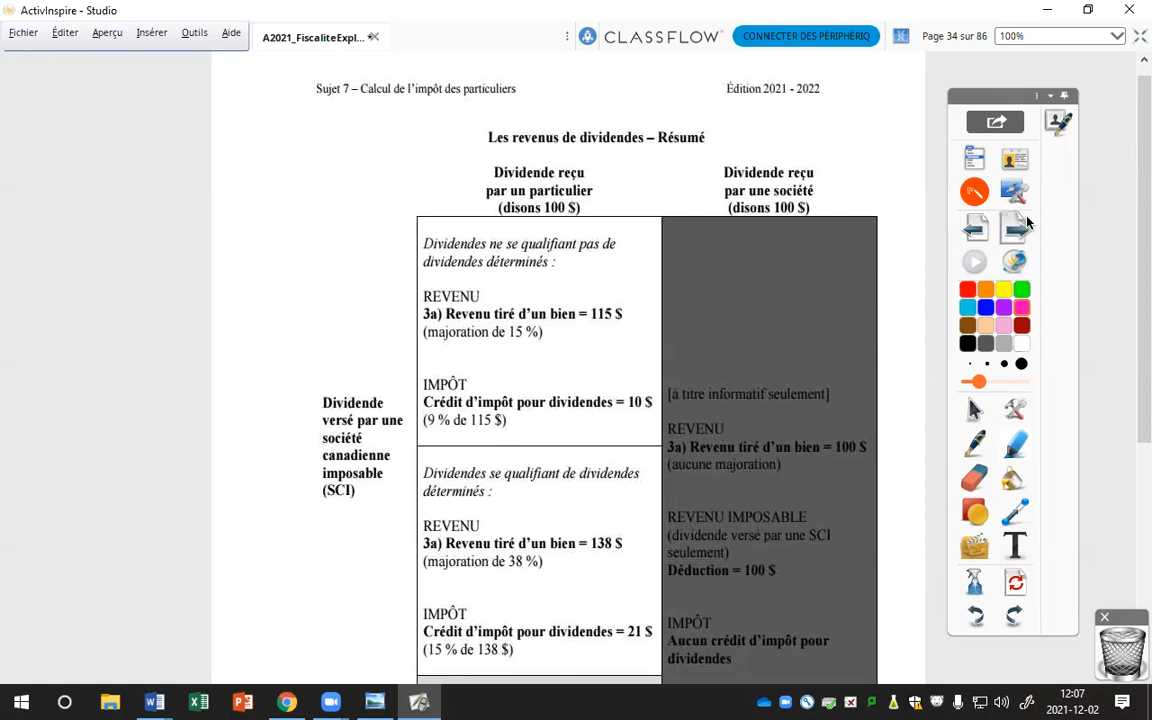 ActivInspire - Studio
Fichier Éditer Aperçu Insérer Outils Aide
A2021_FiscaliteExpl...
CLASSFLOW
CONNECTER DES PÉRIPHÉRIQ
Page 34 sur 86
100%
Sujet 7 – Calcul de l'impôt des particuliers
Édition 2021 - 2022
Les revenus de dividendes – Résumé
Dividende reçu
par un particulier
(disons 100 $)
Dividende reçu
par une société
(disons 100 $)
Dividende
versé par une
société
canadienne
imposable
(SCI)
Dividendes ne se qualifiant pas de
dividendes déterminés :
REVENU
3a) Revenu tiré d'un bien = 115 $
(majoration de 15 %)
IMPÔT
Crédit d'impôt pour dividendes = 10 $
(9 % de 115 $)
Dividendes se qualifiant de dividendes
déterminés :
REVENU
3a) Revenu tiré d'un bien = 138 $
(majoration de 38 %)
IMPÔT
Crédit d'impôt pour dividendes = 21 $
(15 % de 138 $)
[à titre informatif seulement]
REVENU
3a) Revenu tiré d'un bien = 100 $
(aucune majoration)
REVENU IMPOSABLE
(dividende versé par une SCI
seulement)
Déduction = 100 $
IMPÔT
Aucun crédit d'impôt pour
dividendes
12:07
2021-12-02